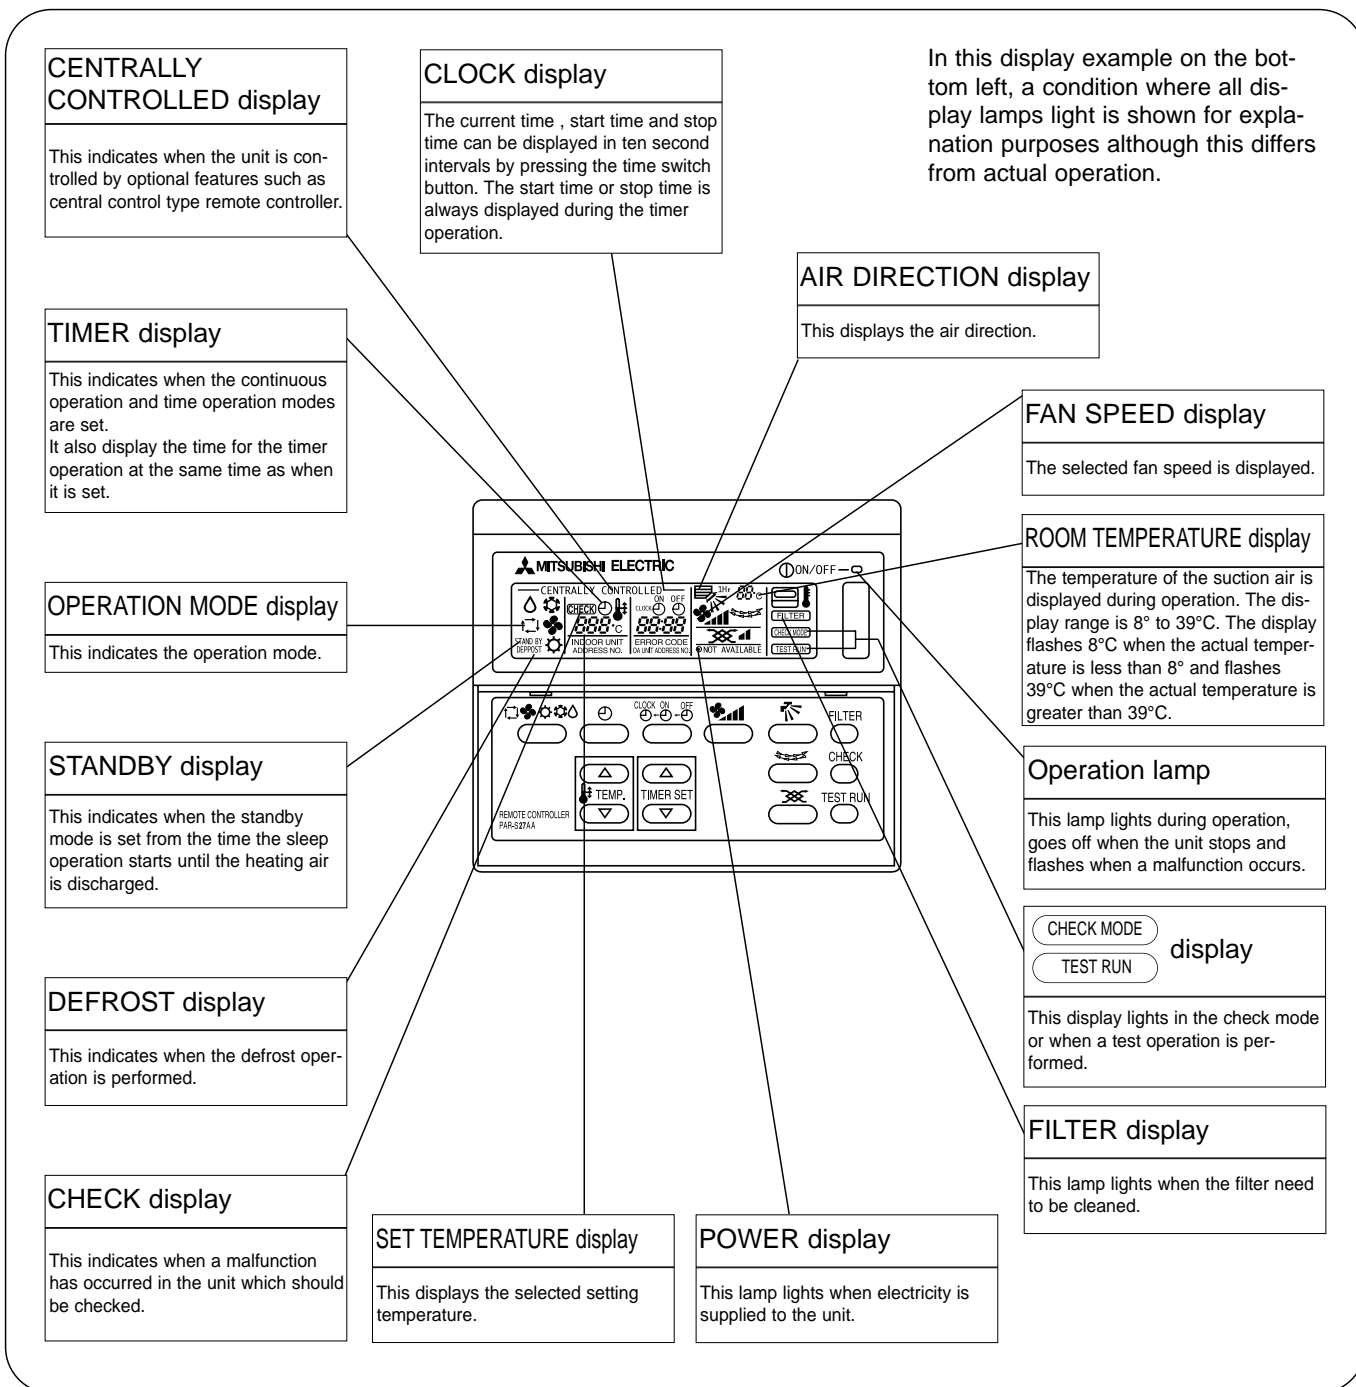 CENTRALLY
CONTROLLED display
This indicates when the unit is con-
trolled by optional features such as
central control type remote controller.
CLOCK display
The current time , start time and stop
time can be displayed in ten second
intervals by pressing the time switch
button. The start time or stop time is
always displayed during the timer
operation.
In this display example on the bot-
tom left, a condition where all dis-
play lamps light is shown for expla-
nation purposes although this differs
from actual operation.
AIR DIRECTION display
This displays the air direction.
TIMER display
This indicates when the continuous
operation and time operation modes
are set.
It also display the time for the timer
operation at the same time as when
it is set.
FAN SPEED display
The selected fan speed is displayed.
ROOM TEMPERATURE display
The temperature of the suction air is
displayed during operation. The dis-
play range is 8° to 39°C. The display
flashes 8°C when the actual temper-
ature is less than 8° and flashes
39°C when the actual temperature is
greater than 39°C.
OPERATION MODE display
This indicates the operation mode.
STANDBY display
This indicates when the standby
mode is set from the time the sleep
operation starts until the heating air
is discharged.
MITSUBISHI ELECTRIC
ON/OFF
CENTRALLY CONTROLLED
ON OFF
1Hr
88°C
CHECK
CLOCK
888°C
88:88
FILTER
CHECK MODE
TEST RUN
STAND BY
DEPPOST
INDOOR UNIT
ADDRESS NO.
ERROR CODE
OA UNIT ADDRESS NO.
NOT AVAILABLE
CLOCK ON OFF
FILTER
CHECK
TEMP.
TIMER SET
TEST RUN
REMOTE CONTROLLER
PAR-S27AA
Operation lamp
This lamp lights during operation,
goes off when the unit stops and
flashes when a malfunction occurs.
CHECK MODE
TEST RUN
display
This display lights in the check mode
or when a test operation is per-
formed.
DEFROST display
This indicates when the defrost oper-
ation is performed.
FILTER display
This lamp lights when the filter need
to be cleaned.
CHECK display
This indicates when a malfunction
has occurred in the unit which should
be checked.
SET TEMPERATURE display
This displays the selected setting
temperature.
POWER display
This lamp lights when electricity is
supplied to the unit.